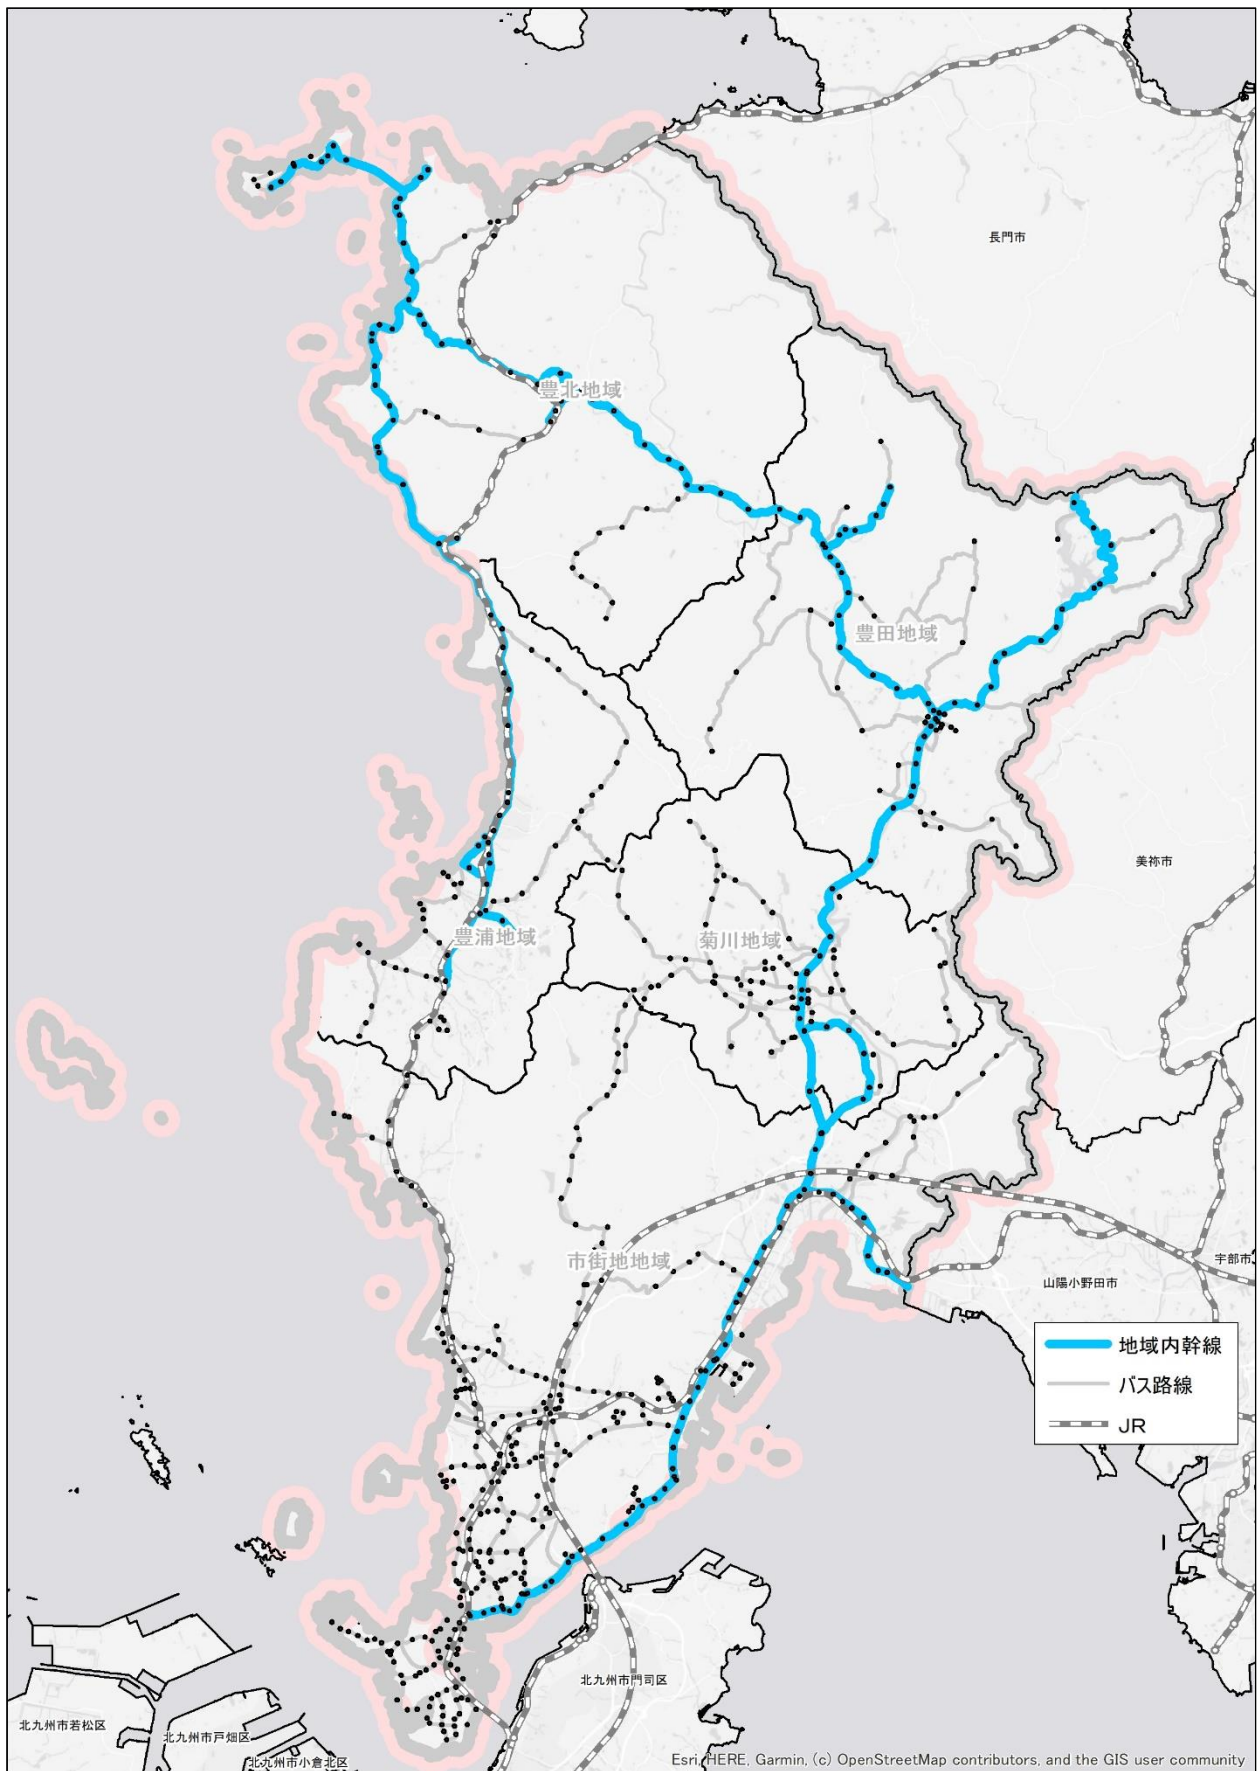 長門市
豊北地域
豊田地域
美祢市
豊浦地域
菊川地域
市街地地域
宇部市
山陽小野田市
地域内幹線
バス路線
JR
北九州市門司区
北九州市若松区
北九州市戸畑区
北九州市小倉北区
Esri, HERE, Garmin, (c) OpenStreetMap contributors, and the GIS user community